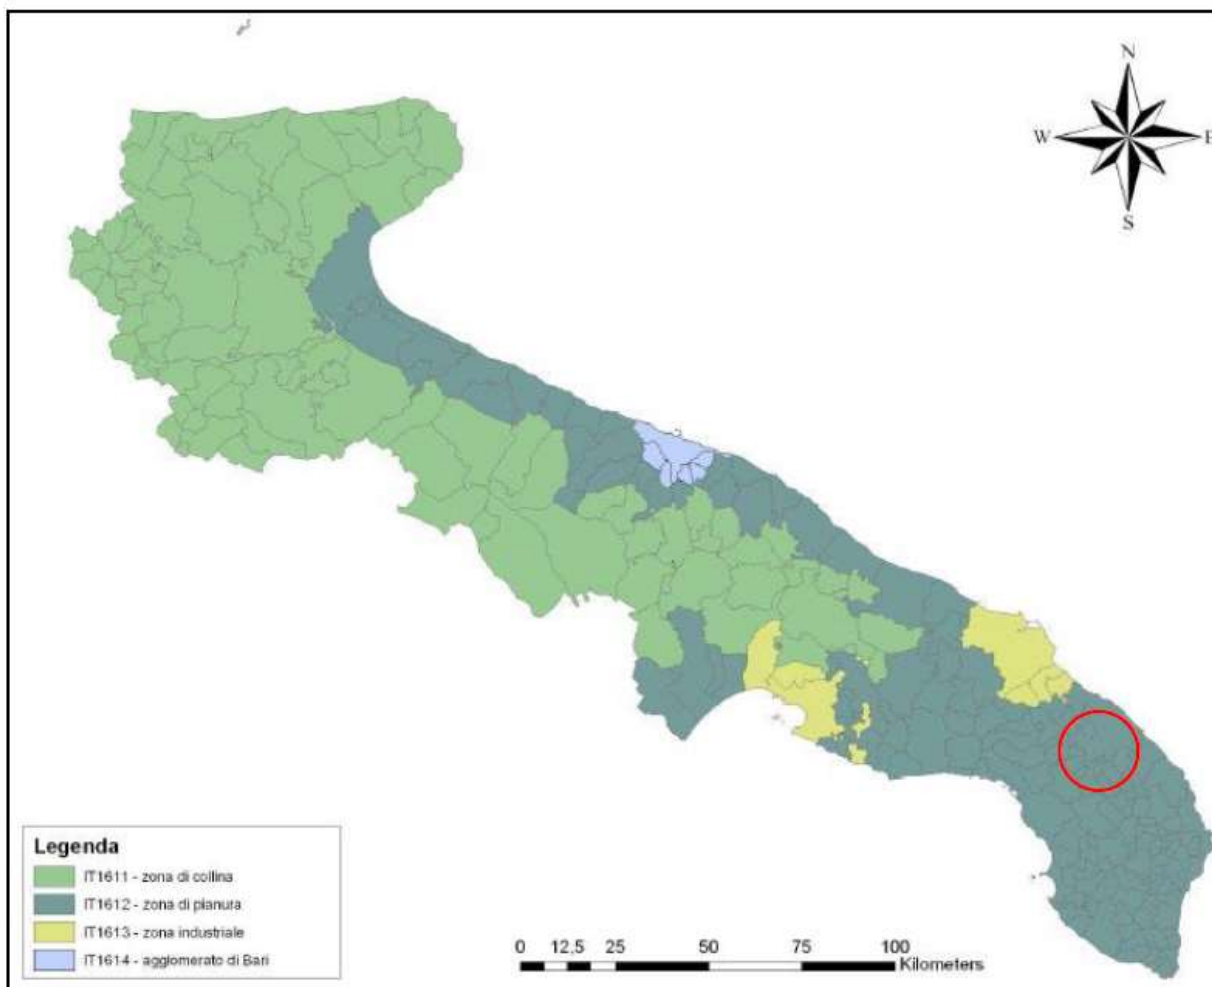 N
W
E
S
Legenda
IT1611 - zona di collina
IT1612 - zona di pianura
IT1613 - zona industriale
IT1614 - agglomerato di Bari
0 12,5 25 50 75 100
Kilometers